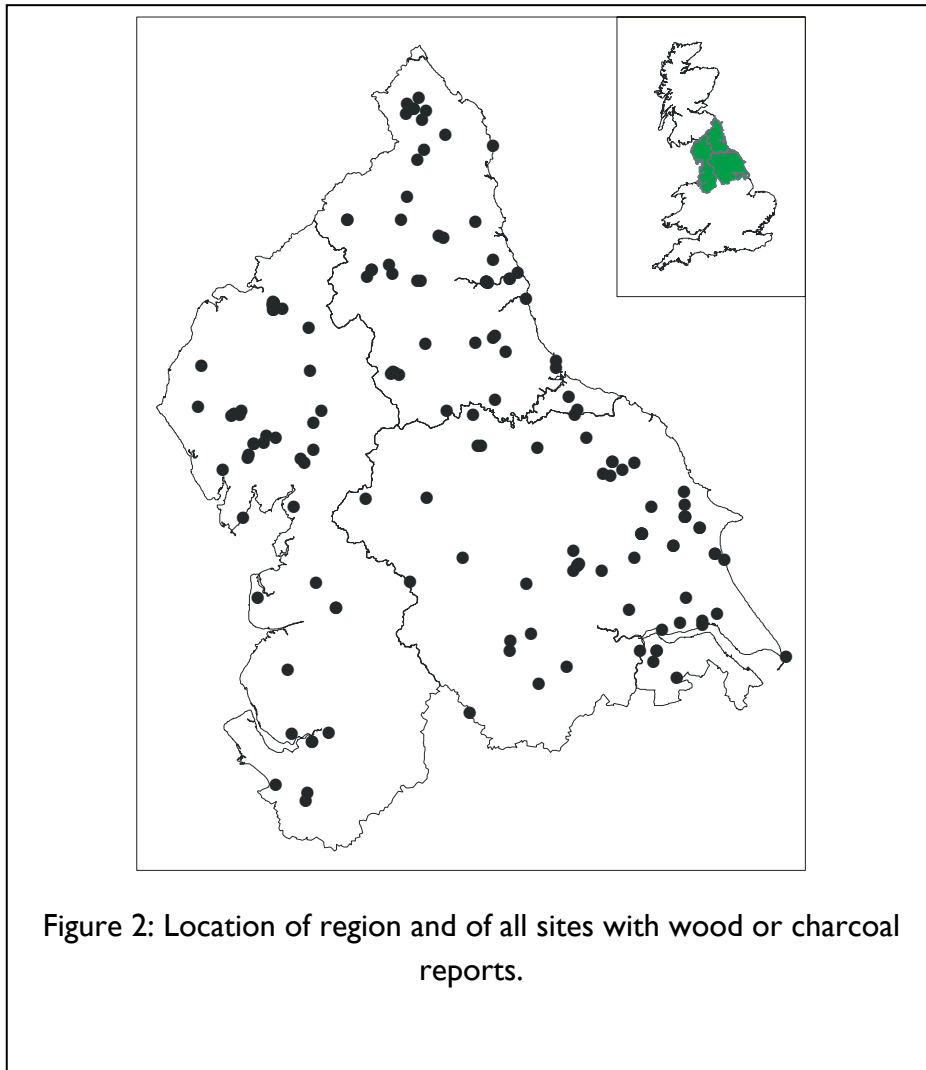 Figure 2: Location of region and of all sites with wood or charcoal
reports.